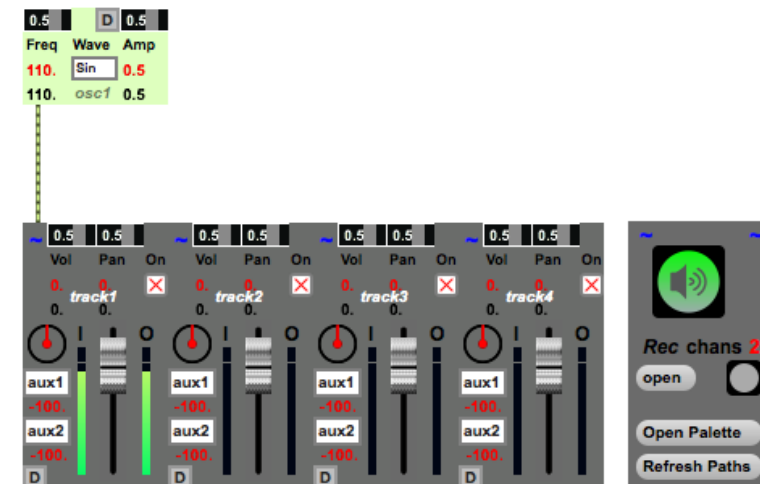 0.5 D 0.5
Freq Wave Amp
110. Sin 0.5
110. osc1 0.5
~ 0.5 0.5 ~ 0.5 0.5 ~ 0.5 0.5 ~ 0.5 0.5
Vol Pan On Vol Pan On Vol Pan On Vol Pan On
0. 0. 0. 0. 0. 0. 0. 0.
track1 track2 track3 track4
0. 0. 0. 0. 0. 0. 0. 0.
I O I O I O I O
aux1 aux1 aux1 aux1
-100. -100. -100. -100.
aux2 aux2 aux2 aux2
-100. -100. -100. -100.
D D D D
~ ~
Rec chans 2
open
Open Palette
Refresh Paths